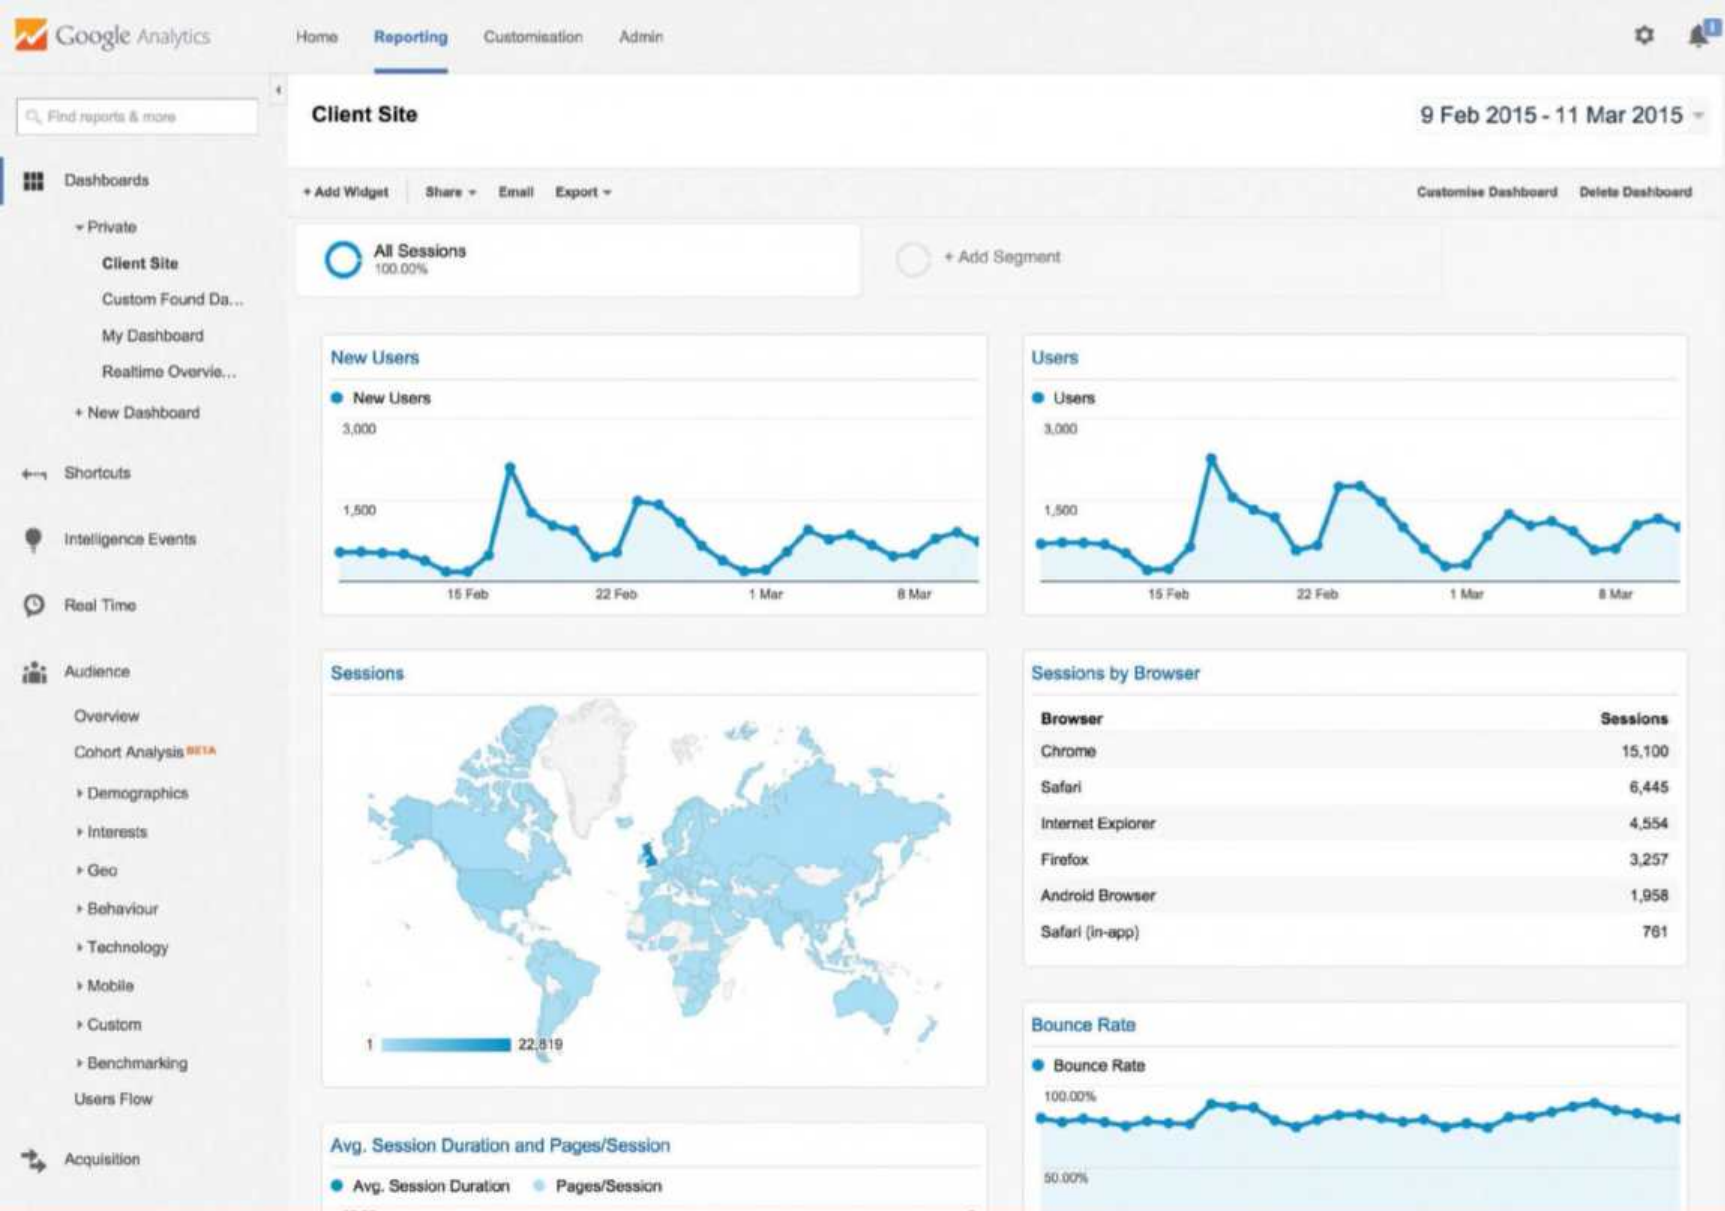 Google Analytics
Home Reporting Customisation Admin
1
Find reports & more
Client Site
9 Feb 2015 - 11 Mar 2015
Dashboards
Private
Client Site
Custom Found Da...
My Dashboard
Realtime Overvie...
+ New Dashboard
Shortcuts
Intelligence Events
Real Time
Audience
Overview
Cohort Analysis BETA
Demographics
Interests
Geo
Behaviour
Technology
Mobile
Custom
Benchmarking
Users Flow
Acquisition
+ Add Widget Share Email Export
Customise Dashboard Delete Dashboard
All Sessions
100.00%
+ Add Segment
New Users
New Users
3,000
1,500
15 Feb 22 Feb 1 Mar 8 Mar
Users
Users
3,000
1,500
15 Feb 22 Feb 1 Mar 8 Mar
Sessions
1 22,819
Sessions by Browser
Browser Sessions
Chrome 15,100
Safari 6,445
Internet Explorer 4,554
Firefox 3,257
Android Browser 1,958
Safari (in-app) 761
Bounce Rate
Bounce Rate
100.00%
50.00%
Avg. Session Duration and Pages/Session
Avg. Session Duration Pages/Session